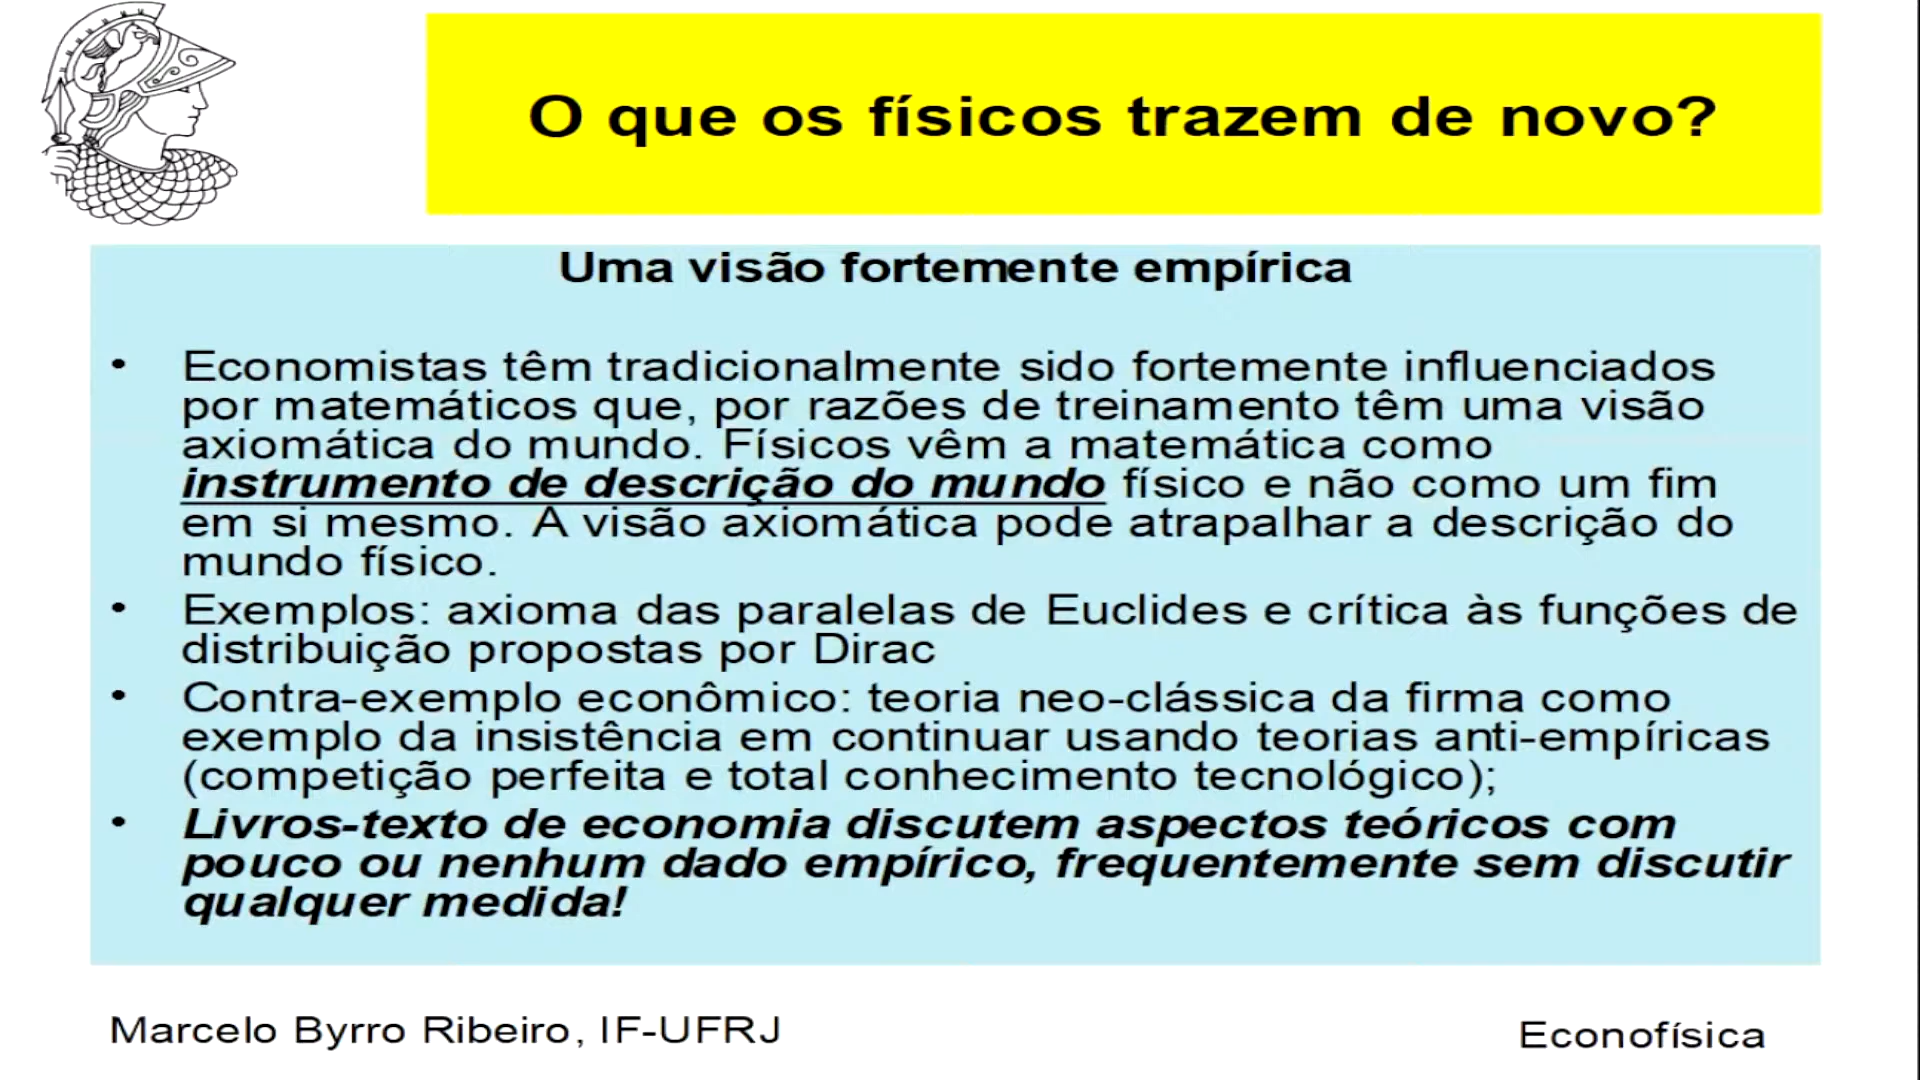 O que os físicos trazem de novo?
Uma visão fortemente empírica
• Economistas têm tradicionalmente sido fortemente influenciados
por matemáticos que, por razões de treinamento têm uma visão
axiomática do mundo. Físicos vêm a matemática como
instrumento de descrição do mundo físico e não como um fim
em si mesmo. A visão axiomática pode atrapalhar a descrição do
mundo físico.
• Exemplos: axioma das paralelas de Euclides e crítica às funções de
distribuição propostas por Dirac
• Contra-exemplo econômico: teoria neo-clássica da firma como
exemplo da insistência em continuar usando teorias anti-empíricas
(competição perfeita e total conhecimento tecnológico);
• Livros-texto de economia discutem aspectos teóricos com
pouco ou nenhum dado empírico, frequentemente sem discutir
qualquer medida!
Marcelo Byrro Ribeiro, IF-UFRJ
Econofísica